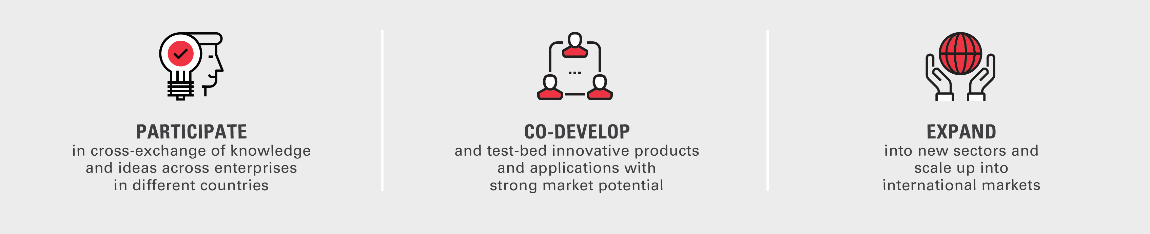 PARTICIPATE
in cross-exchange of knowledge
and ideas across enterprises
in different countries
CO-DEVELOP
and test-bed innovative products
and applications with
strong market potential
EXPAND
into new sectors and
scale up into
international markets